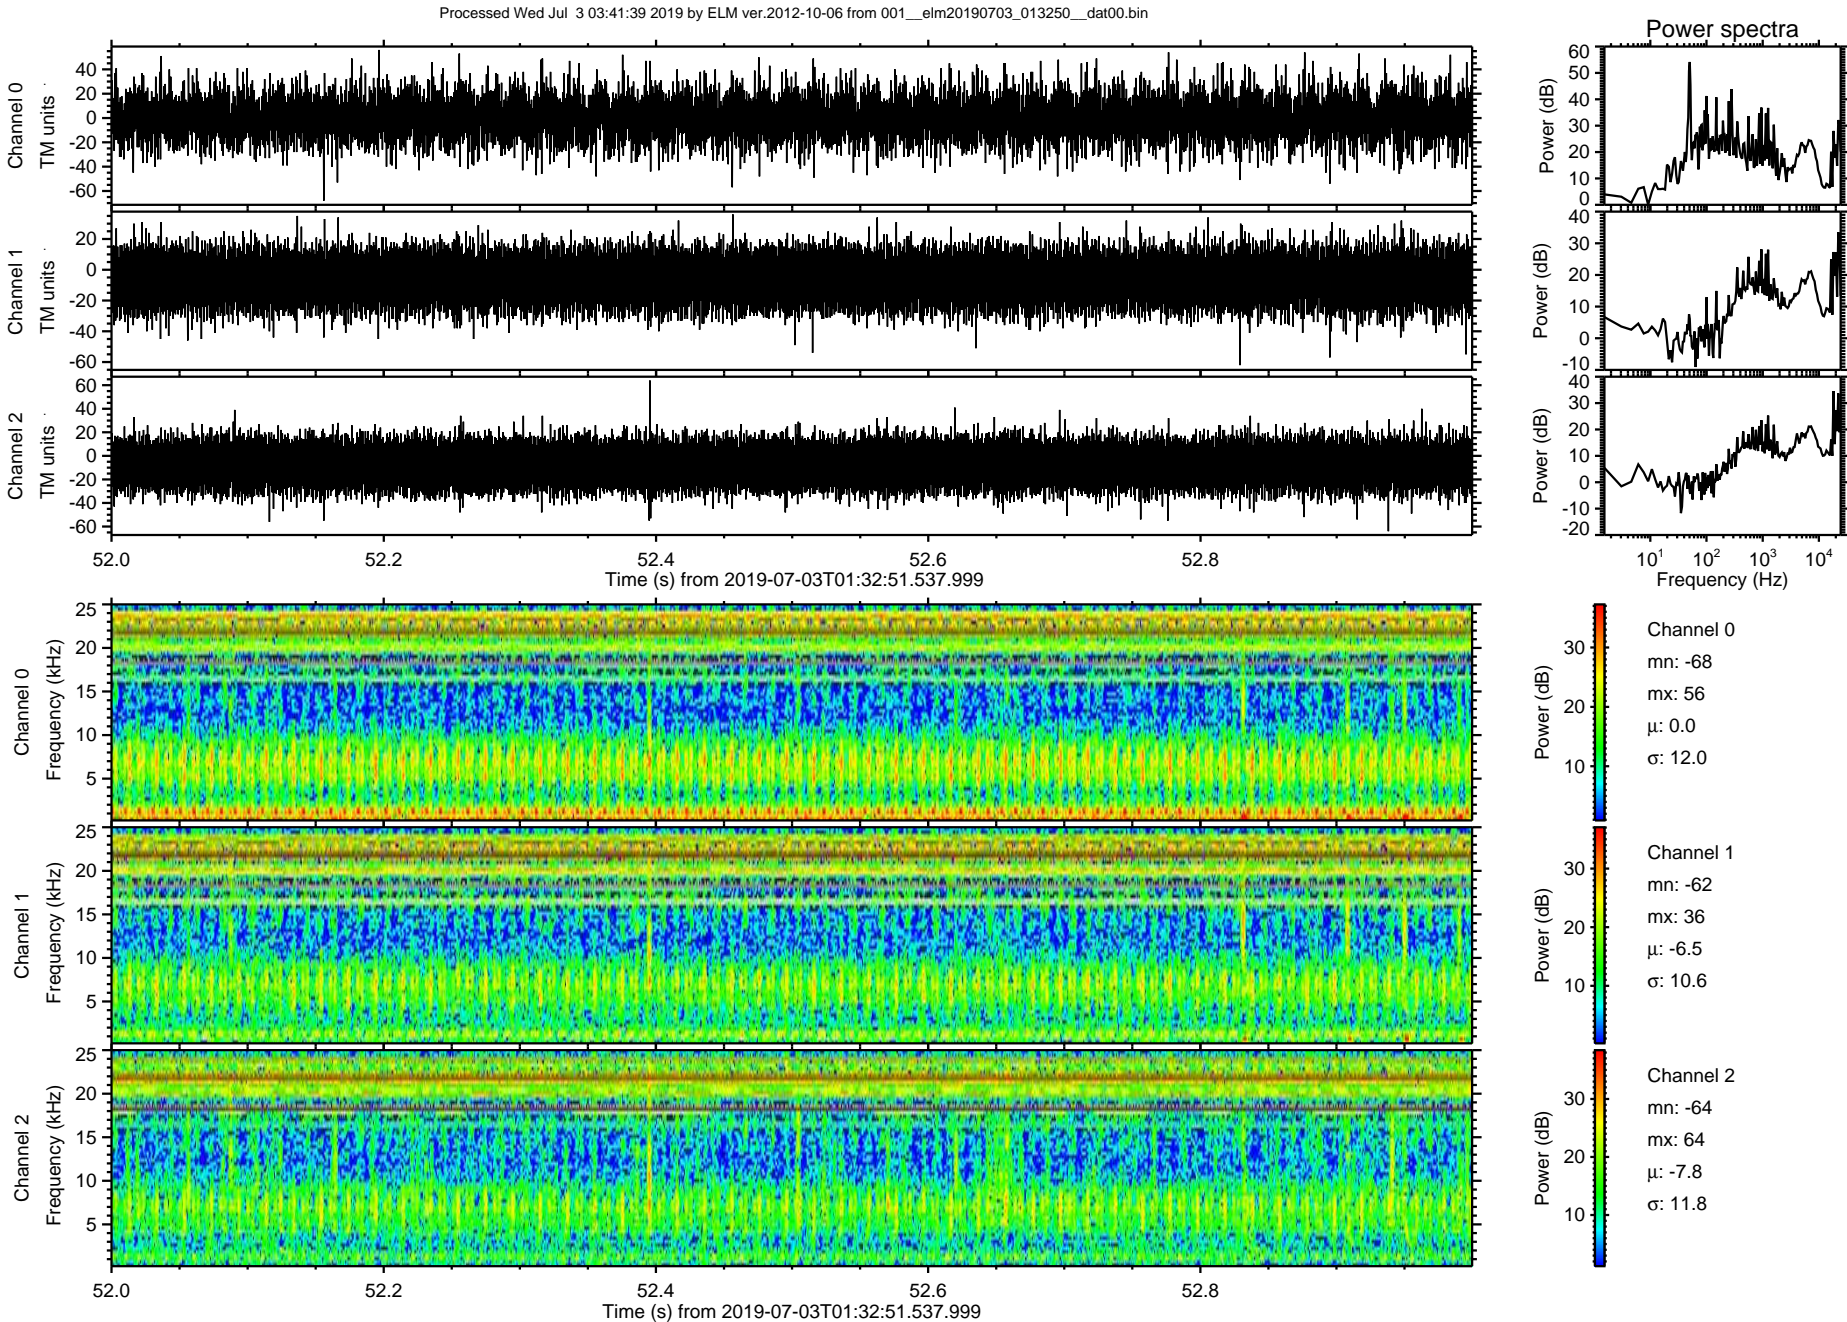 Processed Wed Jul  3 03:41:39 2019 by ELM ver.2012-10-06 from 001__elm20190703_013250__dat00.bin
Power spectra
Channel 0
TM units
40
20
0
-20
-40
-60
Power (dB)
60
50
40
30
20
10
0
Channel 1
TM units
20
0
-20
-40
-60
Power (dB)
40
30
20
10
0
-10
Channel 2
TM units
60
40
20
0
-20
-40
-60
Power (dB)
40
30
20
10
0
-10
-20
52.0 52.2 52.4 52.6 52.8
Time (s) from 2019-07-03T01:32:51.537.999
10^1 10^2 10^3 10^4
Frequency (Hz)
Channel 0
Frequency (kHz)
25
20
15
10
5
Power (dB)
30
20
10
Channel 0
mn: -68
mx: 56
μ: 0.0
σ: 12.0
Channel 1
Frequency (kHz)
25
20
15
10
5
Power (dB)
30
20
10
Channel 1
mn: -62
mx: 36
μ: -6.5
σ: 10.6
Channel 2
Frequency (kHz)
25
20
15
10
5
Power (dB)
30
20
10
Channel 2
mn: -64
mx: 64
μ: -7.8
σ: 11.8
52.0 52.2 52.4 52.6 52.8
Time (s) from 2019-07-03T01:32:51.537.999